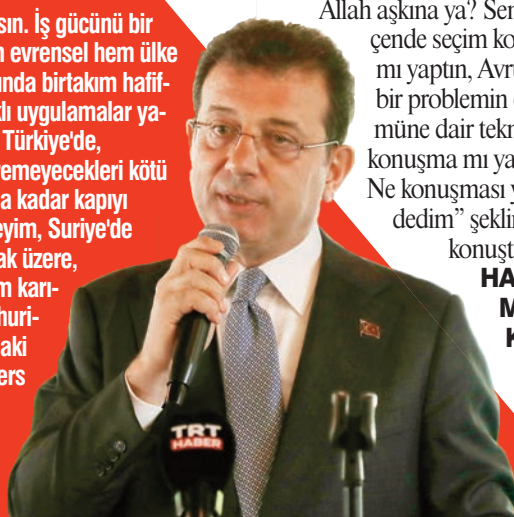 sın. İş gücünü bir
evrensel hem ülke
nda birtakım hafif-
klı uygulamalar ya-
Türkiye'de,
emeyecekleri kötü
a kadar kapıyı
eyim, Suriye'de
ak üzere,
m karı-
huri-
aki
ers
Allah aşkına ya? Sen
çende seçim ko
mı yaptın, Avru
bir problemin
müne dair tekn
konuşma mı ya
Ne konuşması y
dedim” şeklin
konuşt
HA
M
K
TRT
HABER